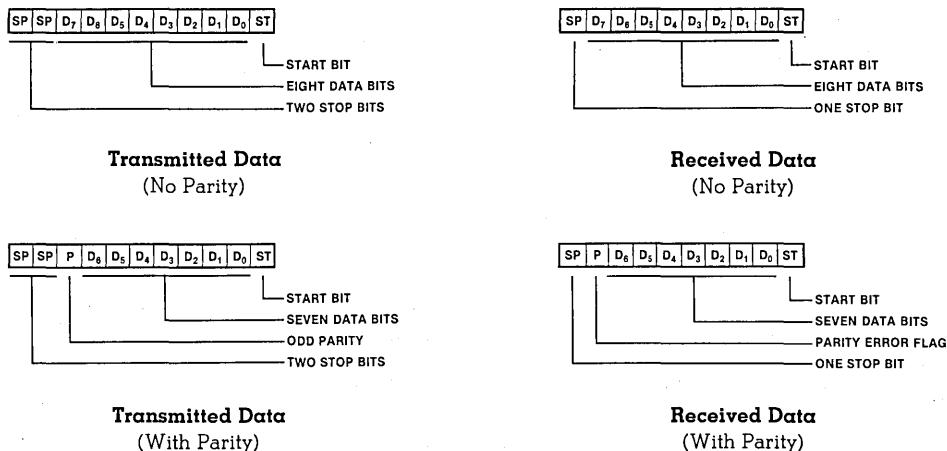 SP SP D7 D6 D5 D4 D3 D2 D1 D0 ST
START BIT
EIGHT DATA BITS
TWO STOP BITS
Transmitted Data
(No Parity)
SP D7 D6 D5 D4 D3 D2 D1 D0 ST
START BIT
EIGHT DATA BITS
ONE STOP BIT
Received Data
(No Parity)
SP SP P D6 D5 D4 D3 D2 D1 D0 ST
START BIT
SEVEN DATA BITS
ODD PARITY
TWO STOP BITS
Transmitted Data
(With Parity)
SP P D6 D5 D4 D3 D2 D1 D0 ST
START BIT
SEVEN DATA BITS
PARITY ERROR FLAG
ONE STOP BIT
Received Data
(With Parity)